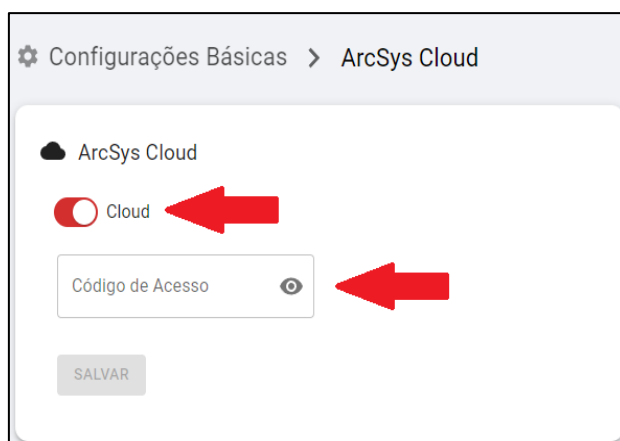 Configurações Básicas > ArcSys Cloud
ArcSys Cloud
Cloud
Código de Acesso
SALVAR